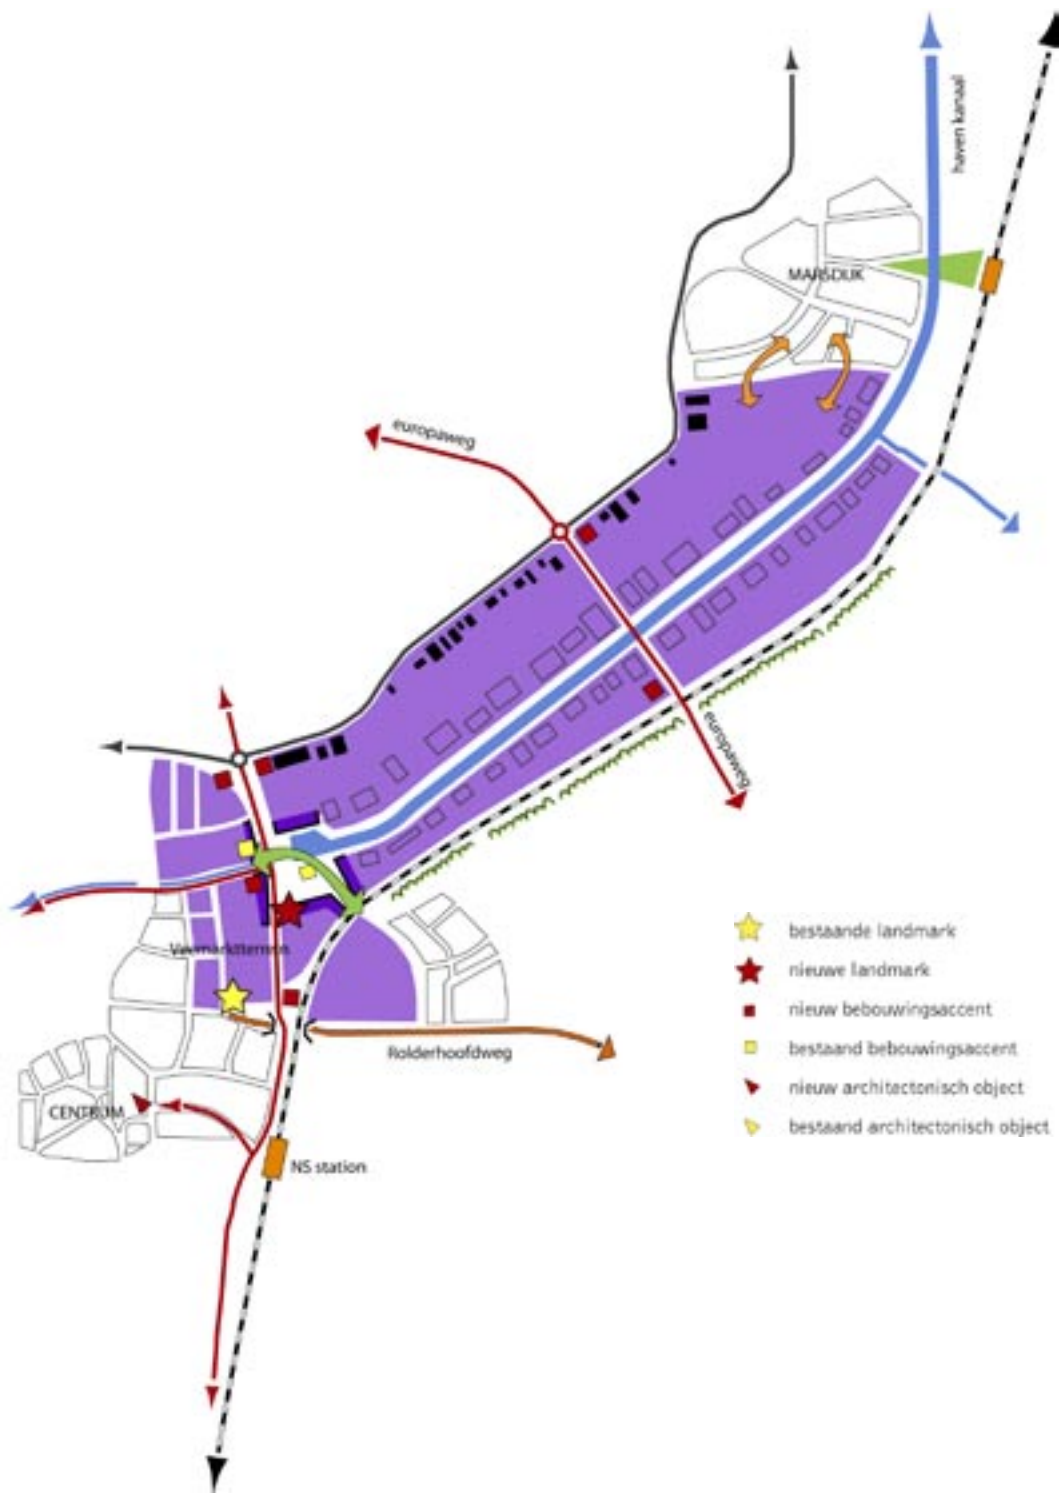 haven kanaal
MARSDIJK
europaweg
europaweg
Veemarktterrein
Rolderhoofdweg
CENTRUM
NS station
bestaande landmark
nieuwe landmark
nieuw bebouwingsaccent
bestaand bebouwingsaccent
nieuw architectonisch object
bestaand architectonisch object